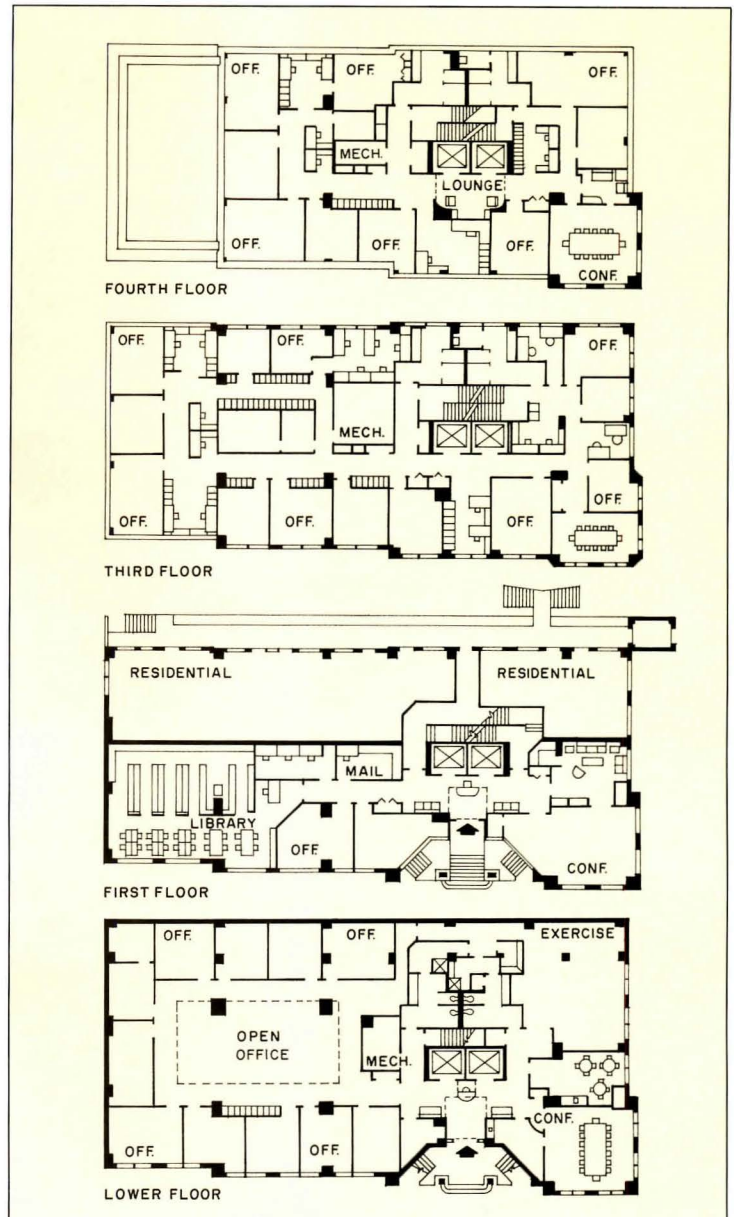 OFF.
OFF.
OFF.
MECH.
LOUNGE
OFF.
OFF.
OFF.
CONF.
FOURTH FLOOR
OFF.
OFF.
OFF.
MECH.
OFF.
OFF.
OFF.
OFF.
THIRD FLOOR
RESIDENTIAL
RESIDENTIAL
MAIL
LIBRARY
OFF.
CONF.
FIRST FLOOR
OFF.
OFF.
EXERCISE
OPEN
OFFICE
MECH.
CONF.
OFF.
OFF.
LOWER FLOOR